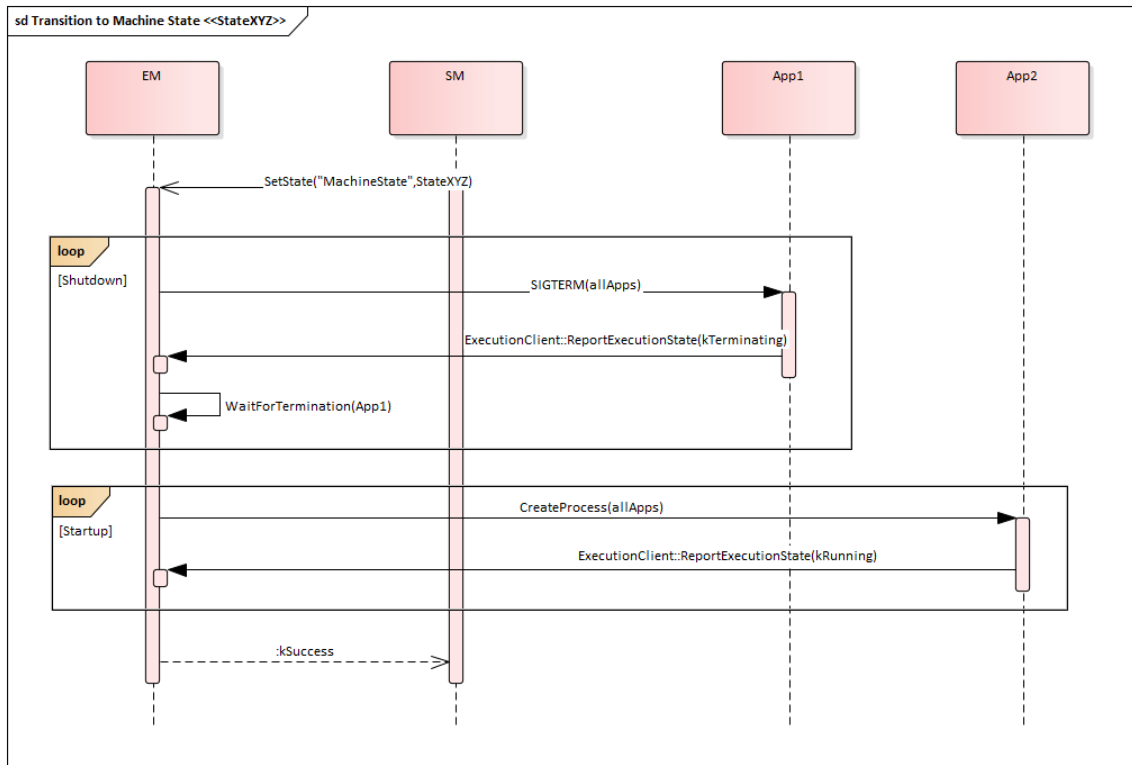 sd Transition to Machine State <<StateXYZ>>
EM
SM
App1
App2
SetState("MachineState",StateXYZ)
loop
[Shutdown]
SIGTERM(allApps)
ExecutionClient::ReportExecutionState(kTerminating)
WaitForTermination(App1)
loop
[Startup]
CreateProcess(allApps)
ExecutionClient::ReportExecutionState(kRunning)
:kSuccess